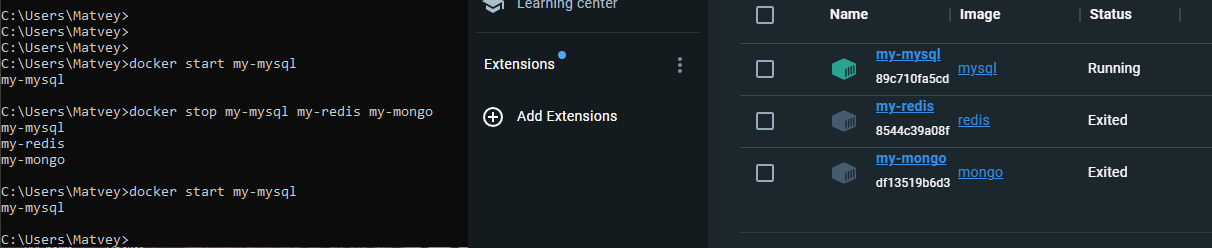 C:\Users\Matvey>
C:\Users\Matvey>
C:\Users\Matvey>
C:\Users\Matvey>docker start my-mysql
my-mysql
C:\Users\Matvey>docker stop my-mysql my-redis my-mongo
my-mysql
my-redis
my-mongo
C:\Users\Matvey>docker start my-mysql
my-mysql
C:\Users\Matvey>
Learning center
Extensions
Add Extensions
Name Image Status
my-mysql
89c710fa5cd mysql Running
my-redis
8544c39a08f redis Exited
my-mongo
df13519b6d3 mongo Exited